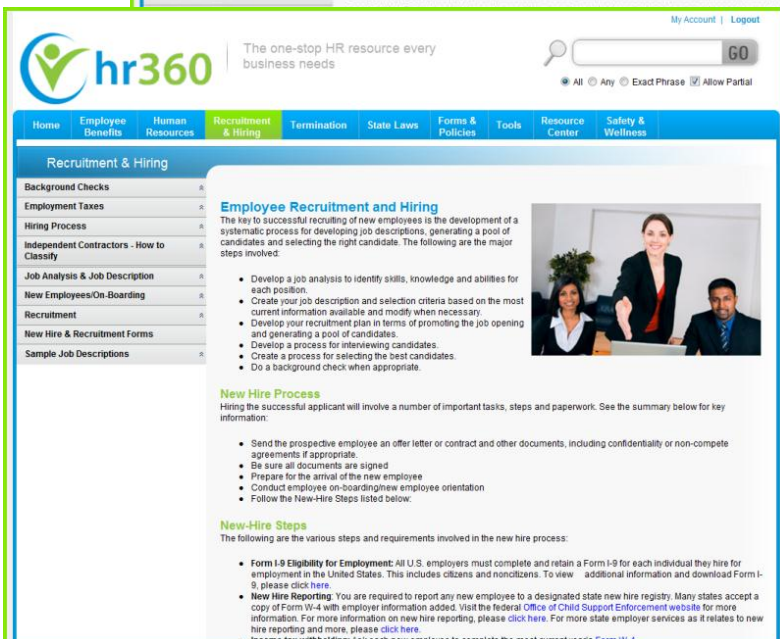 My Account | Logout
hr360
The one-stop HR resource every
business needs
GO
All Any Exact Phrase Allow Partial
Home Employee Benefits Human Resources Recruitment & Hiring Termination State Laws Forms & Policies Tools Resource Center Safety & Wellness
Recruitment & Hiring
Background Checks
Employment Taxes
Hiring Process
Independent Contractors - How to
Classify
Job Analysis & Job Description
New Employees/On-Boarding
Recruitment
New Hire & Recruitment Forms
Sample Job Descriptions
Employee Recruitment and Hiring
The key to successful recruiting of new employees is the development of a
systematic process for developing job descriptions, generating a pool of
candidates and selecting the right candidate. The following are the major
steps involved:
• Develop a job analysis to identify skills, knowledge and abilities for
each position.
• Create your job description and selection criteria based on the most
current information available and modify when necessary.
• Develop your recruitment plan in terms of promoting the job opening
and generating a pool of candidates.
• Develop a process for interviewing candidates.
• Create a process for selecting the best candidates.
• Do a background check when appropriate.
New Hire Process
Hiring the successful applicant will involve a number of important tasks, steps and paperwork. See the summary below for key
information:
• Send the prospective employee an offer letter or contract and other documents, including confidentiality or non-compete
agreements if appropriate.
• Be sure all documents are signed
• Prepare for the arrival of the new employee
• Conduct employee on-boarding/new employee orientation
• Follow the New-Hire Steps listed below:
New-Hire Steps
The following are the various steps and requirements involved in the new hire process:
• Form I-9 Eligibility for Employment: All U.S. employers must complete and retain a Form I-9 for each individual they hire for
employment in the United States. This includes citizens and noncitizens. To view additional information and download Form I-
9, please click here.
• New Hire Reporting: You are required to report any new employee to a designated state new hire registry. Many states accept a
copy of Form W-4 with employer information added. Visit the federal Office of Child Support Enforcement website for more
information. For more information on new hire reporting, please click here. For more state employer services as it relates to new
hire reporting and more, please click here.